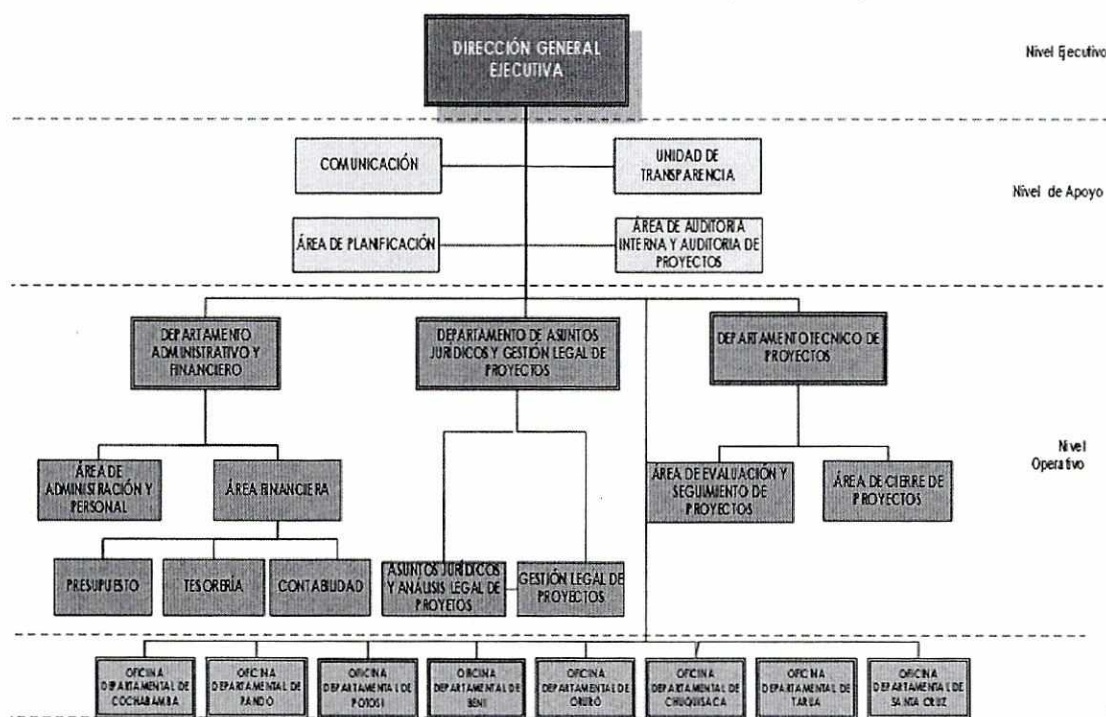 DIRECCIÓN GENERAL
EJECUTIVA
Nivel Ejecutivo
COMUNICACIÓN
UNIDAD DE
TRANSPARENCIA
Nivel de Apoyo
ÁREA DE PLANIFICACIÓN
ÁREA DE AUDITORIA
INTERNA Y AUDITORIA DE
PROYECTOS
DEPARTAMENTO
ADMINISTRATIVO Y
FINANCIERO
DEPARTAMENTO DE ASUNTOS
JURÍDICOS Y GESTIÓN LEGAL DE
PROYECTOS
DEPARTAMENTO TECNICO DE
PROYECTOS
Nivel
Operativo
ÁREA DE
ADMINISTRACIÓN Y
PERSONAL
ÁREA FINANCIERA
ÁREA DE EVALUACIÓN Y
SEGUIMIENTO DE
PROYECTOS
ÁREA DE CIERRE DE
PROYECTOS
PRESUPUESTO
TESORERÍA
CONTABILIDAD
ASUNTOS JURÍDICOS
Y ANÁLISIS LEGAL DE
PROYETOS
GESTIÓN LEGAL DE
PROYECTOS
OFICINA
DEPARTAMENTAL DE
COCHABAMBA
OFICINA
DEPARTAMENTAL DE
PANDO
OFICINA
DEPARTAMENTAL DE
POTOSI
OFICINA
DEPARTAMENTAL DE
BENI
OFICINA
DEPARTAMENTAL DE
ORURO
OFICINA
DEPARTAMENTAL DE
CHUQUISACA
OFICINA
DEPARTAMENTAL DE
TARIJA
OFICINA
DEPARTAMENTAL DE
SANTA CRUZ